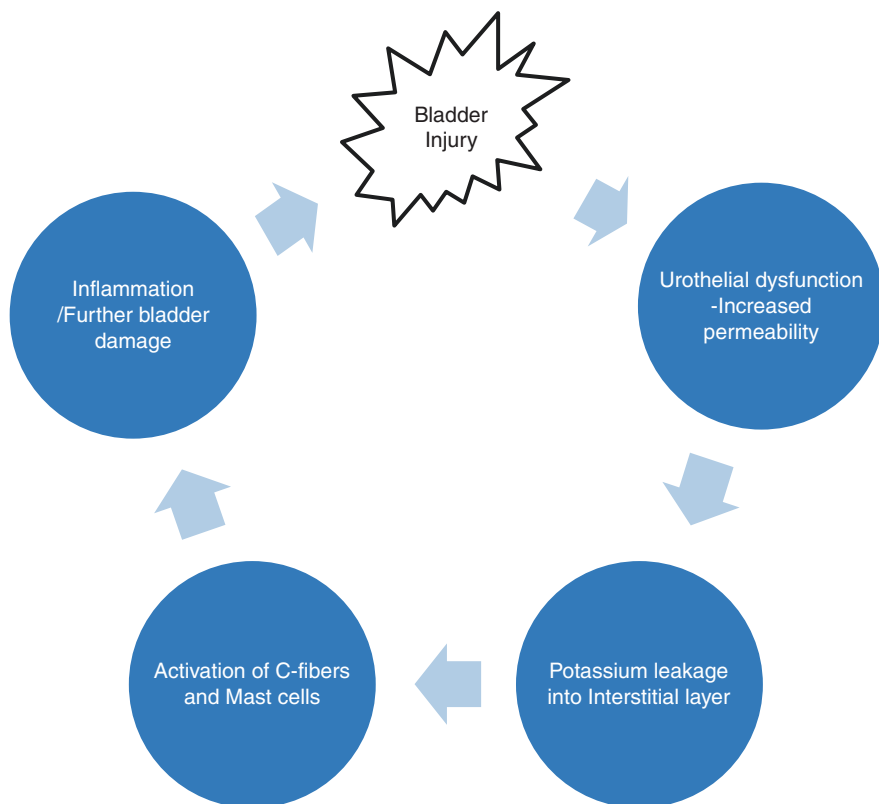 Bladder
Injury
Urothelial dysfunction
-Increased
permeability
Potassium leakage
into Interstitial layer
Activation of C-fibers
and Mast cells
Inflammation
/Further bladder
damage